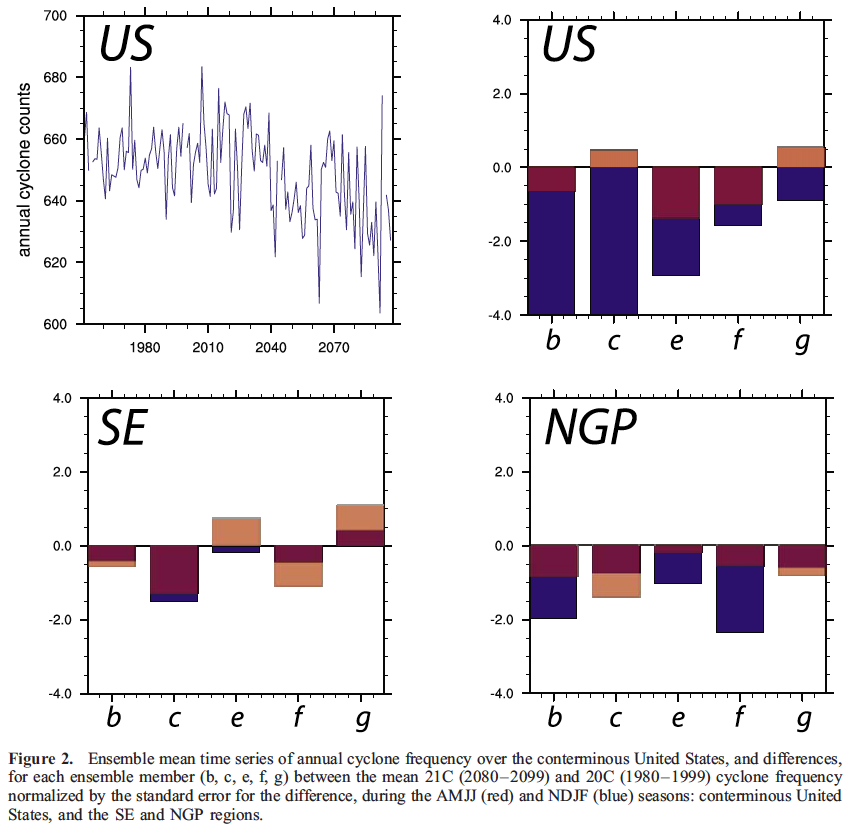 US
annual cyclone counts
700
680
660
640
620
600
1980 2010 2040 2070
US
4.0
2.0
0.0
-2.0
-4.0
b c e f g
SE
4.0
2.0
0.0
-2.0
-4.0
b c e f g
NGP
4.0
2.0
0.0
-2.0
-4.0
b c e f g
Figure 2. Ensemble mean time series of annual cyclone frequency over the conterminous United States, and differences,
for each ensemble member (b, c, e, f, g) between the mean 21C (2080–2099) and 20C (1980–1999) cyclone frequency
normalized by the standard error for the difference, during the AMJJ (red) and NDJF (blue) seasons: conterminous United
States, and the SE and NGP regions.